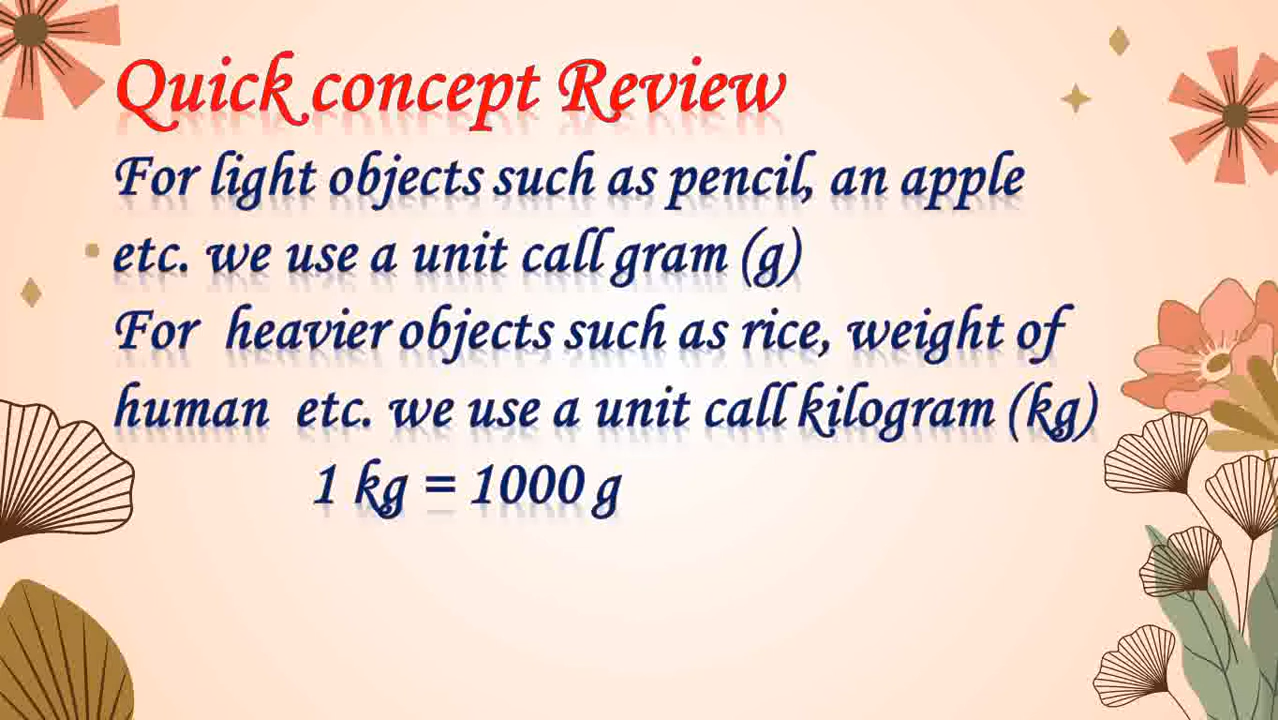 Quick concept Review
For light objects such as pencil, an apple
etc. we use a unit call gram (g)
For heavier objects such as rice, weight of
human etc. we use a unit call kilogram (kg)
1 kg = 1000 g